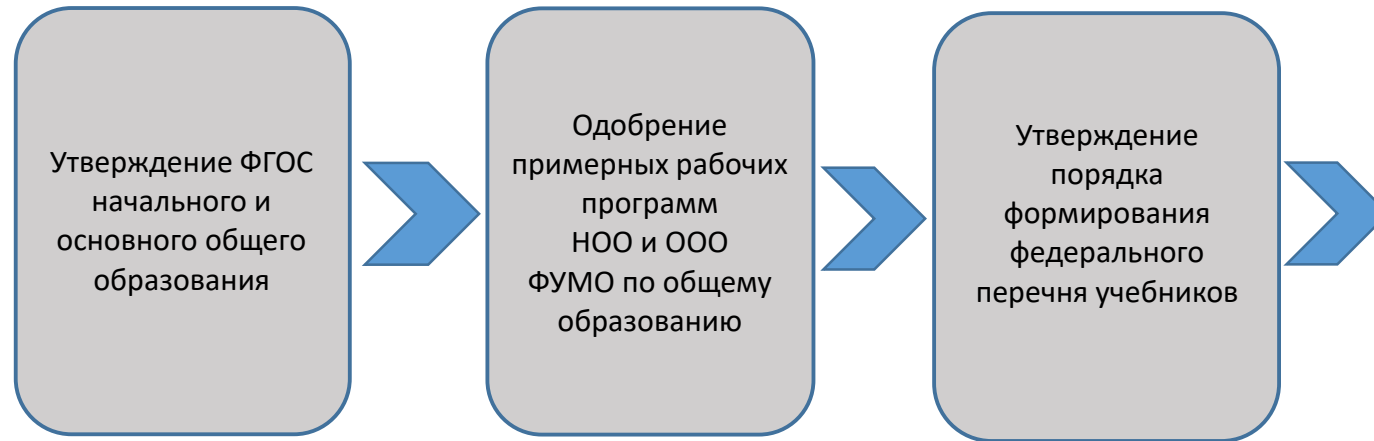 Утверждение ФГОС
начального и
основного общего
образования
Одобрение
примерных рабочих
программ
НОО и ООО
ФУМО по общему
образованию
Утверждение
порядка
формирования
федерального
перечня учебников